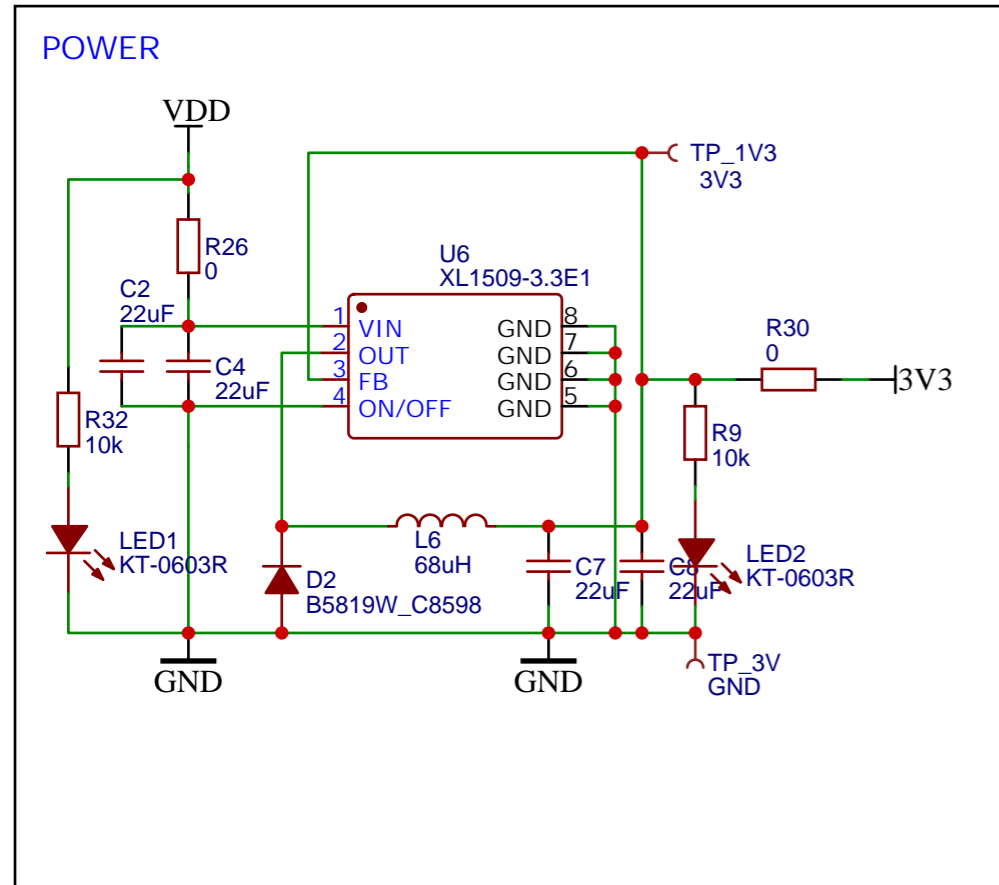 POWER
VDD
TP_1V3
3V3
R26
0
U6
XL1509-3.3E1
C2
22uF
1
VIN
2
OUT
3
FB
4
ON/OFF
GND
8
GND
7
GND
6
GND
5
R30
0
3V3
C4
22uF
R32
10k
R9
10k
LED1
KT-0603R
L6
68uH
D2
B5819W_C8598
C7
22uF
C8
22uF
LED2
KT-0603R
GND
GND
TP_3V
GND